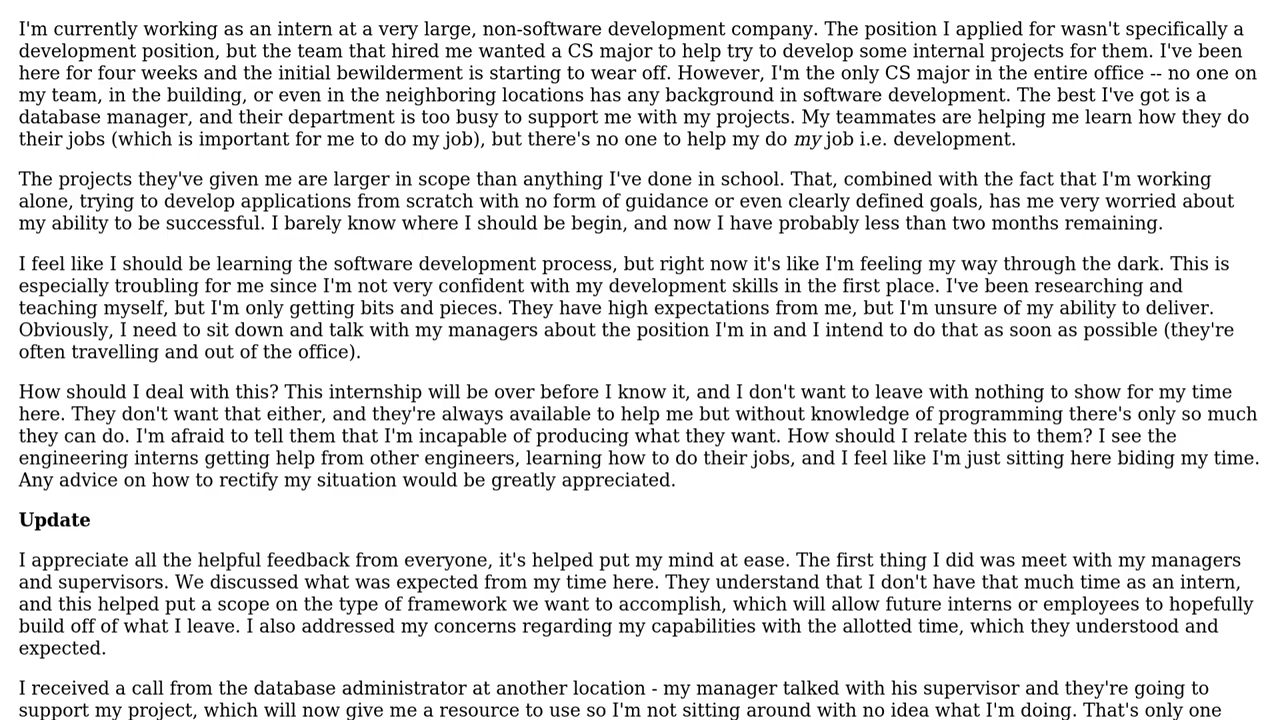 I'm currently working as an intern at a very large, non-software development company. The position I applied for wasn't specifically a
development position, but the team that hired me wanted a CS major to help try to develop some internal projects for them. I've been
here for four weeks and the initial bewilderment is starting to wear off. However, I'm the only CS major in the entire office -- no one on
my team, in the building, or even in the neighboring locations has any background in software development. The best I've got is a
database manager, and their department is too busy to support me with my projects. My teammates are helping me learn how they do
their jobs (which is important for me to do my job), but there's no one to help my do my job i.e. development.
The projects they've given me are larger in scope than anything I've done in school. That, combined with the fact that I'm working
alone, trying to develop applications from scratch with no form of guidance or even clearly defined goals, has me very worried about
my ability to be successful. I barely know where I should be begin, and now I have probably less than two months remaining.
I feel like I should be learning the software development process, but right now it's like I'm feeling my way through the dark. This is
especially troubling for me since I'm not very confident with my development skills in the first place. I've been researching and
teaching myself, but I'm only getting bits and pieces. They have high expectations from me, but I'm unsure of my ability to deliver.
Obviously, I need to sit down and talk with my managers about the position I'm in and I intend to do that as soon as possible (they're
often travelling and out of the office).
How should I deal with this? This internship will be over before I know it, and I don't want to leave with nothing to show for my time
here. They don't want that either, and they're always available to help me but without knowledge of programming there's only so much
they can do. I'm afraid to tell them that I'm incapable of producing what they want. How should I relate this to them? I see the
engineering interns getting help from other engineers, learning how to do their jobs, and I feel like I'm just sitting here biding my time.
Any advice on how to rectify my situation would be greatly appreciated.
Update
I appreciate all the helpful feedback from everyone, it's helped put my mind at ease. The first thing I did was meet with my managers
and supervisors. We discussed what was expected from my time here. They understand that I don't have that much time as an intern,
and this helped put a scope on the type of framework we want to accomplish, which will allow future interns or employees to hopefully
build off of what I leave. I also addressed my concerns regarding my capabilities with the allotted time, which they understood and
expected.
I received a call from the database administrator at another location - my manager talked with his supervisor and they're going to
support my project, which will now give me a resource to use so I'm not sitting around with no idea what I'm doing. That's only one